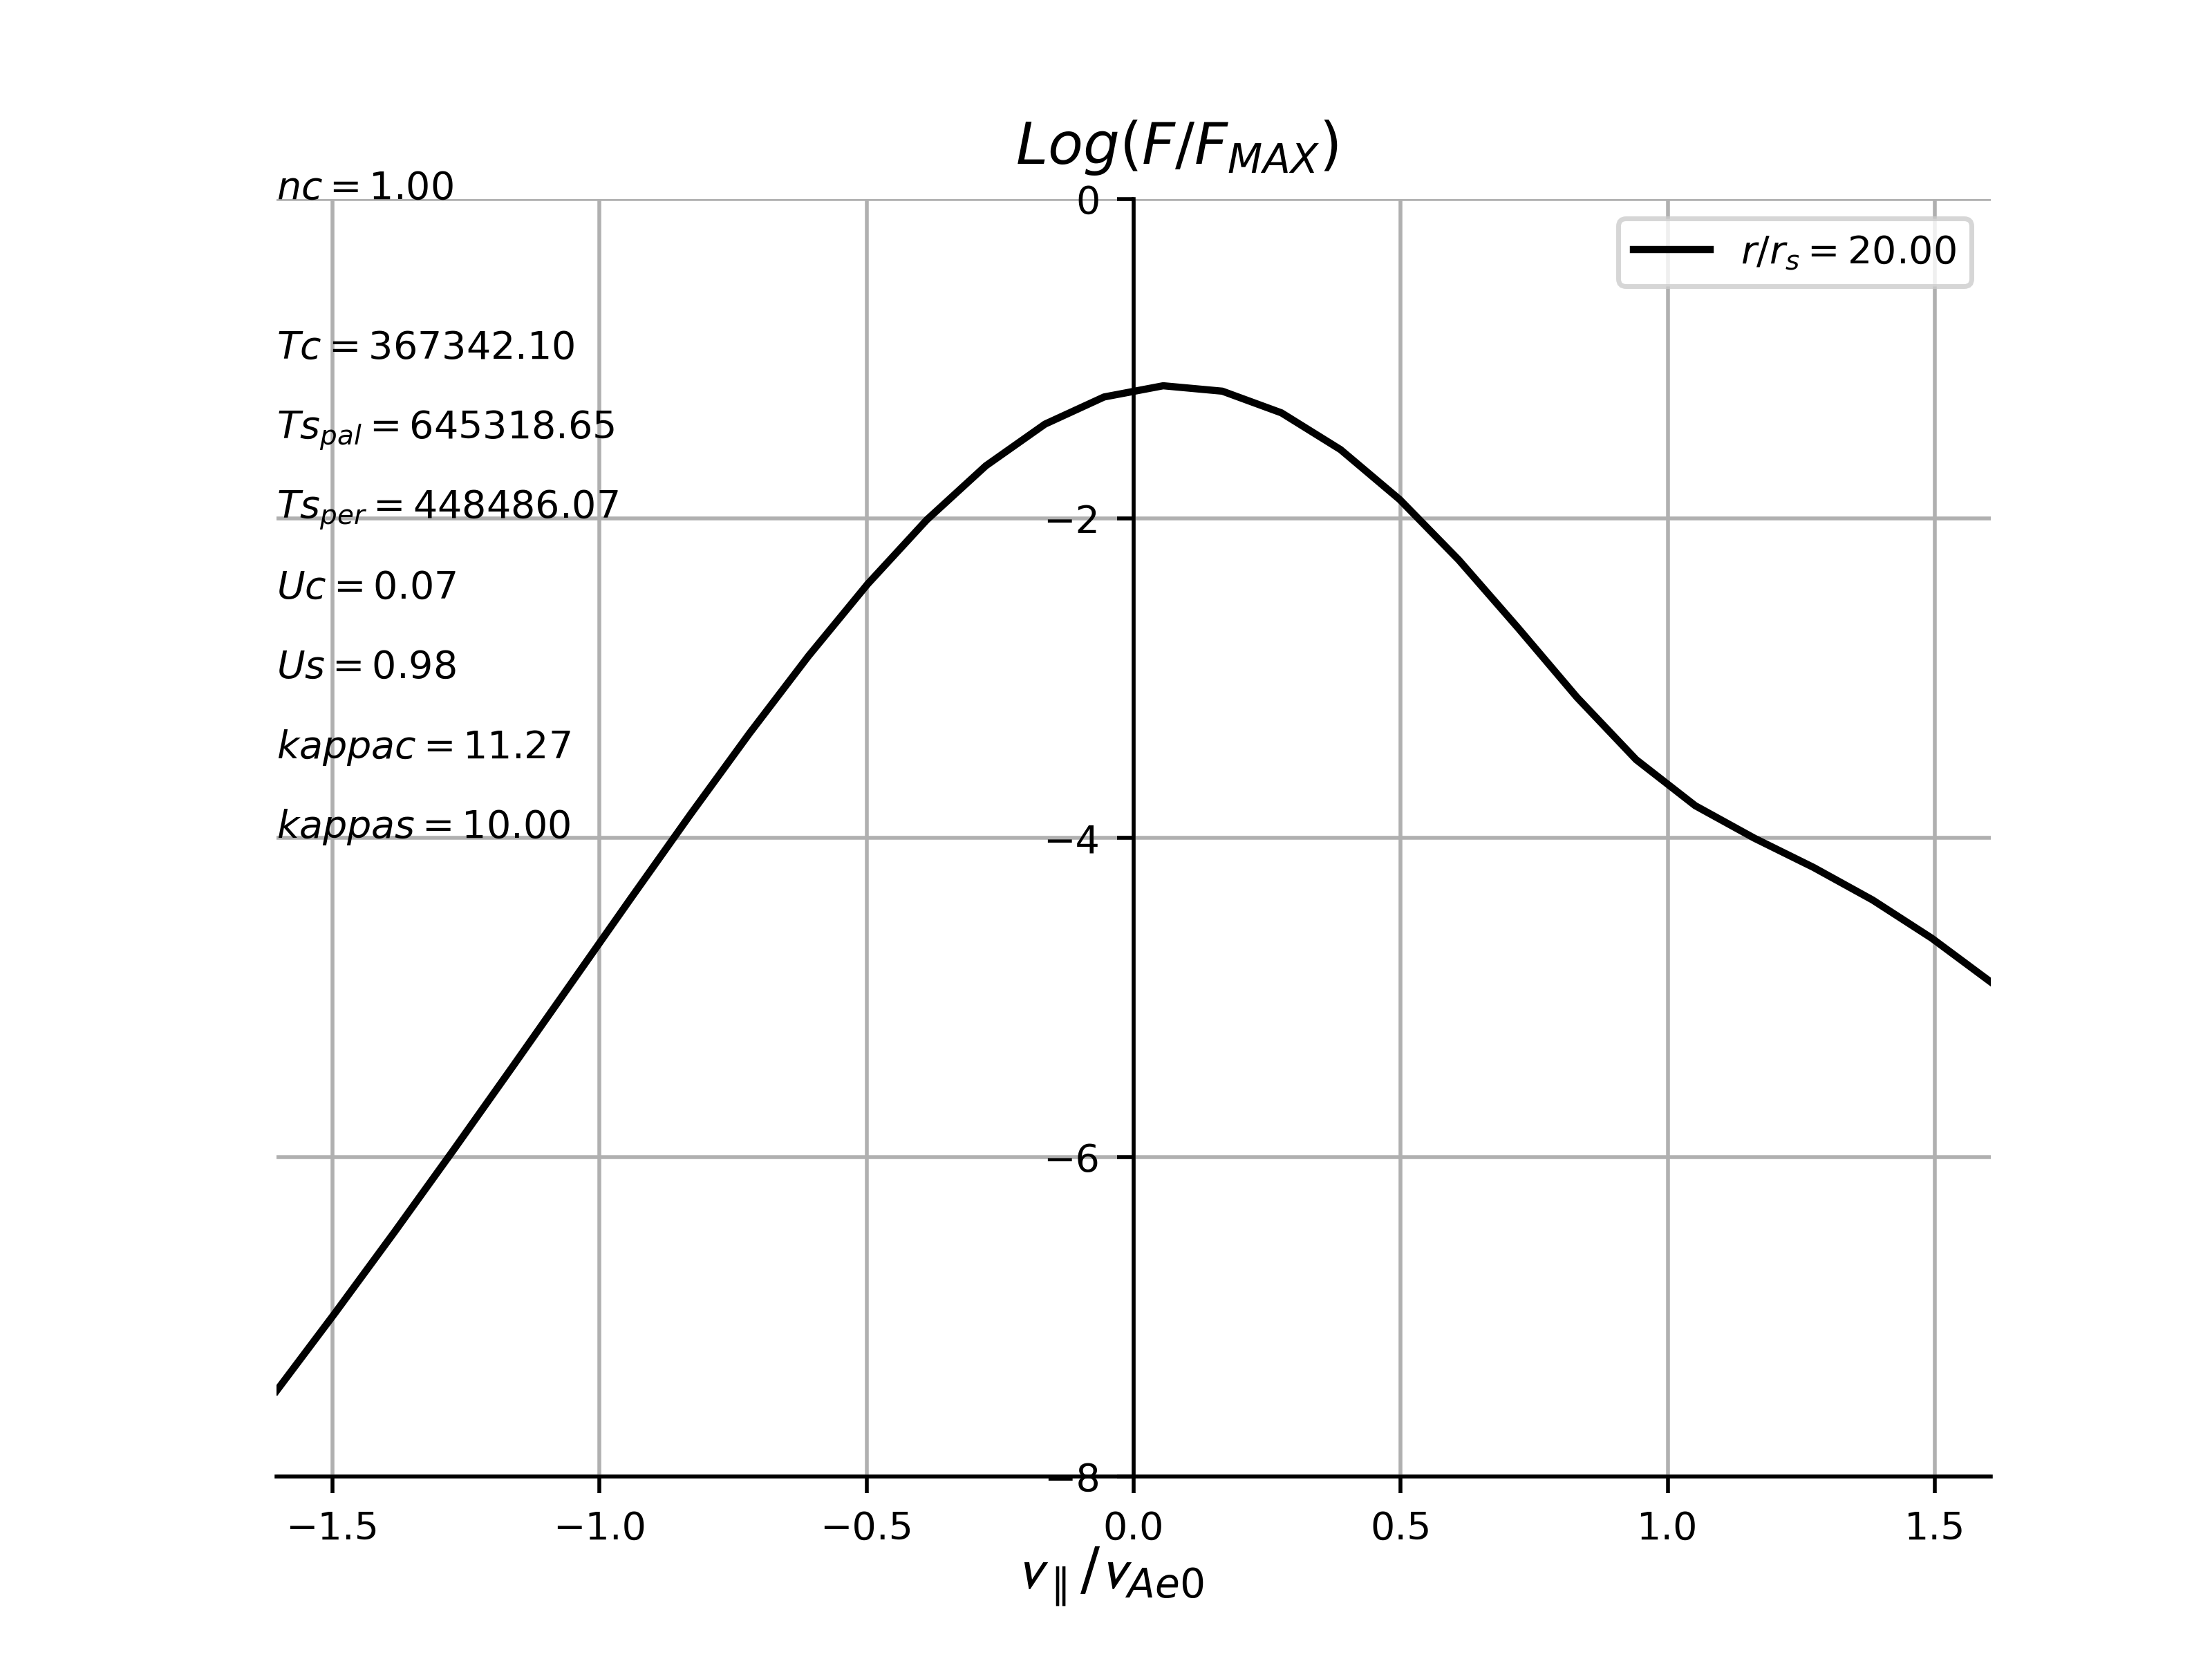 Log(F/F_MAX)
nc = 1.00
0
r/r_s = 20.00
Tc = 367342.10
Ts_pal = 645318.65
Ts_per = 448486.07
−2
Uc = 0.07
Us = 0.98
kappac = 11.27
kappas = 10.00
−4
−6
−8
−1.5 −1.0 −0.5 0.0 0.5 1.0 1.5
v_∥/v_Ae0